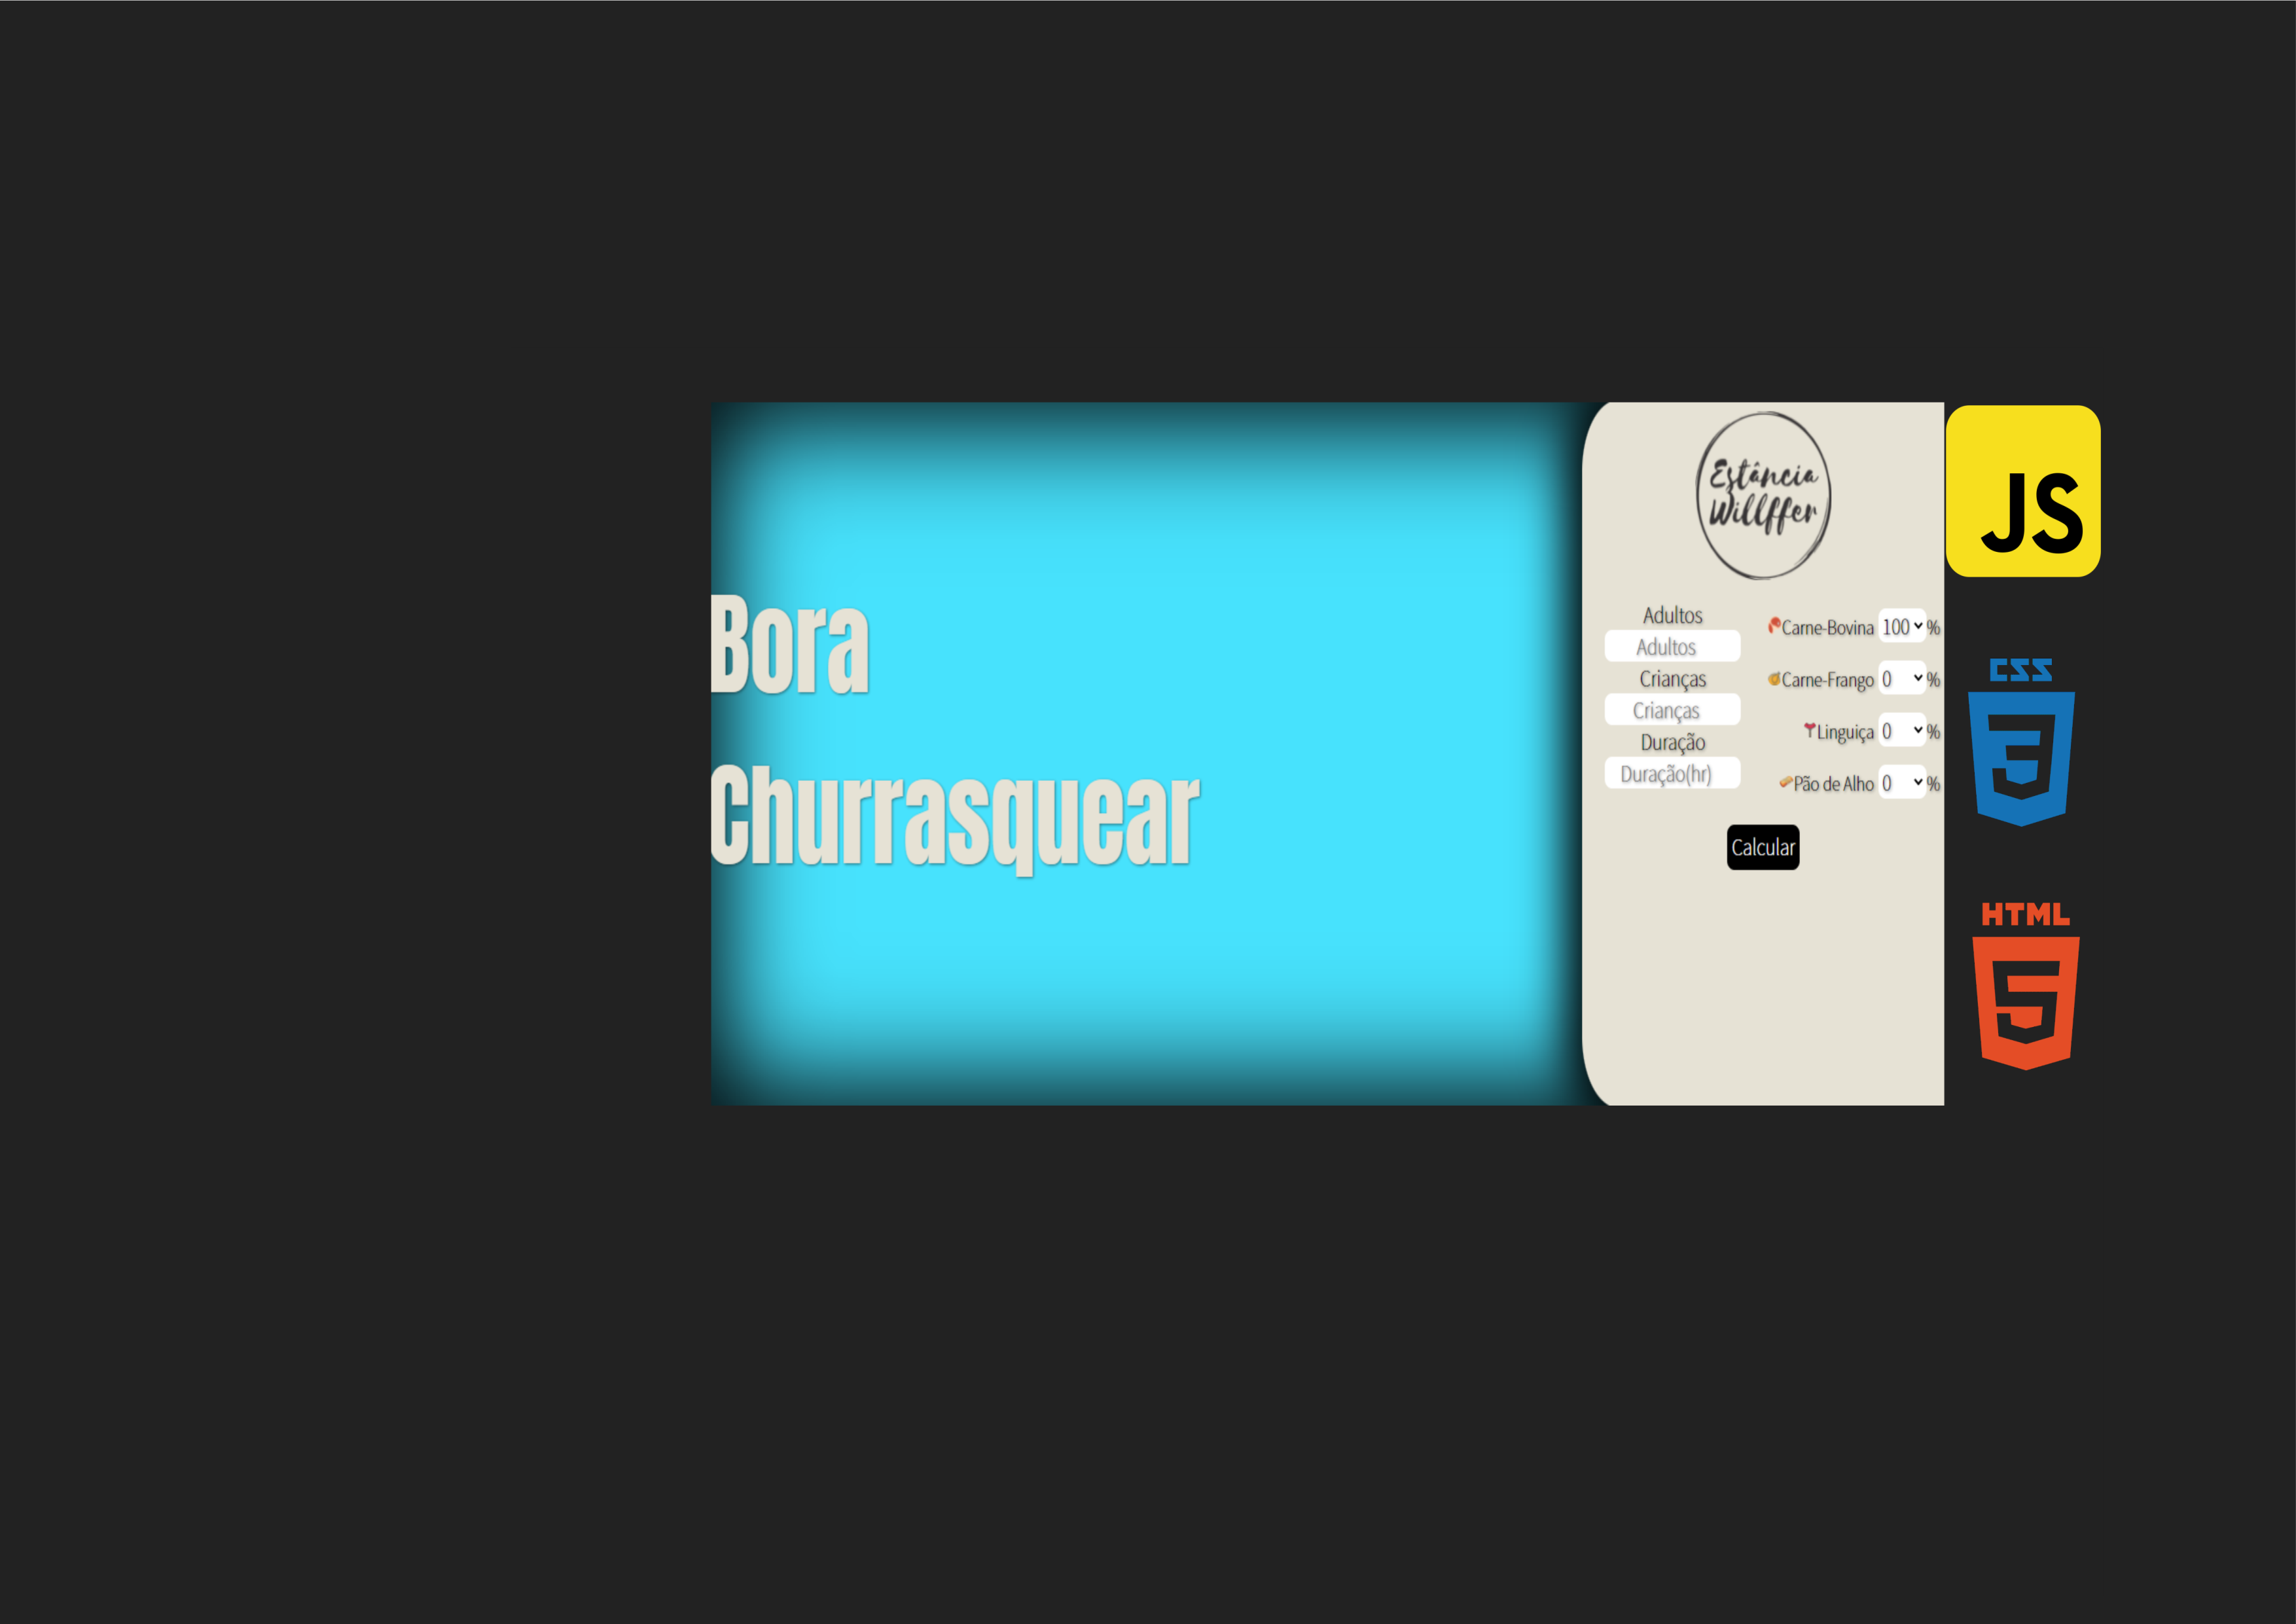 Bora
Churrasquear
Estância
Willffer
Adultos
Adultos
Crianças
Crianças
Duração
Duração(hr)
Carne-Bovina 100 %
Carne-Frango 0 %
Linguiça 0 %
Pão de Alho 0 %
Calcular
JS
CSS
3
HTML
5